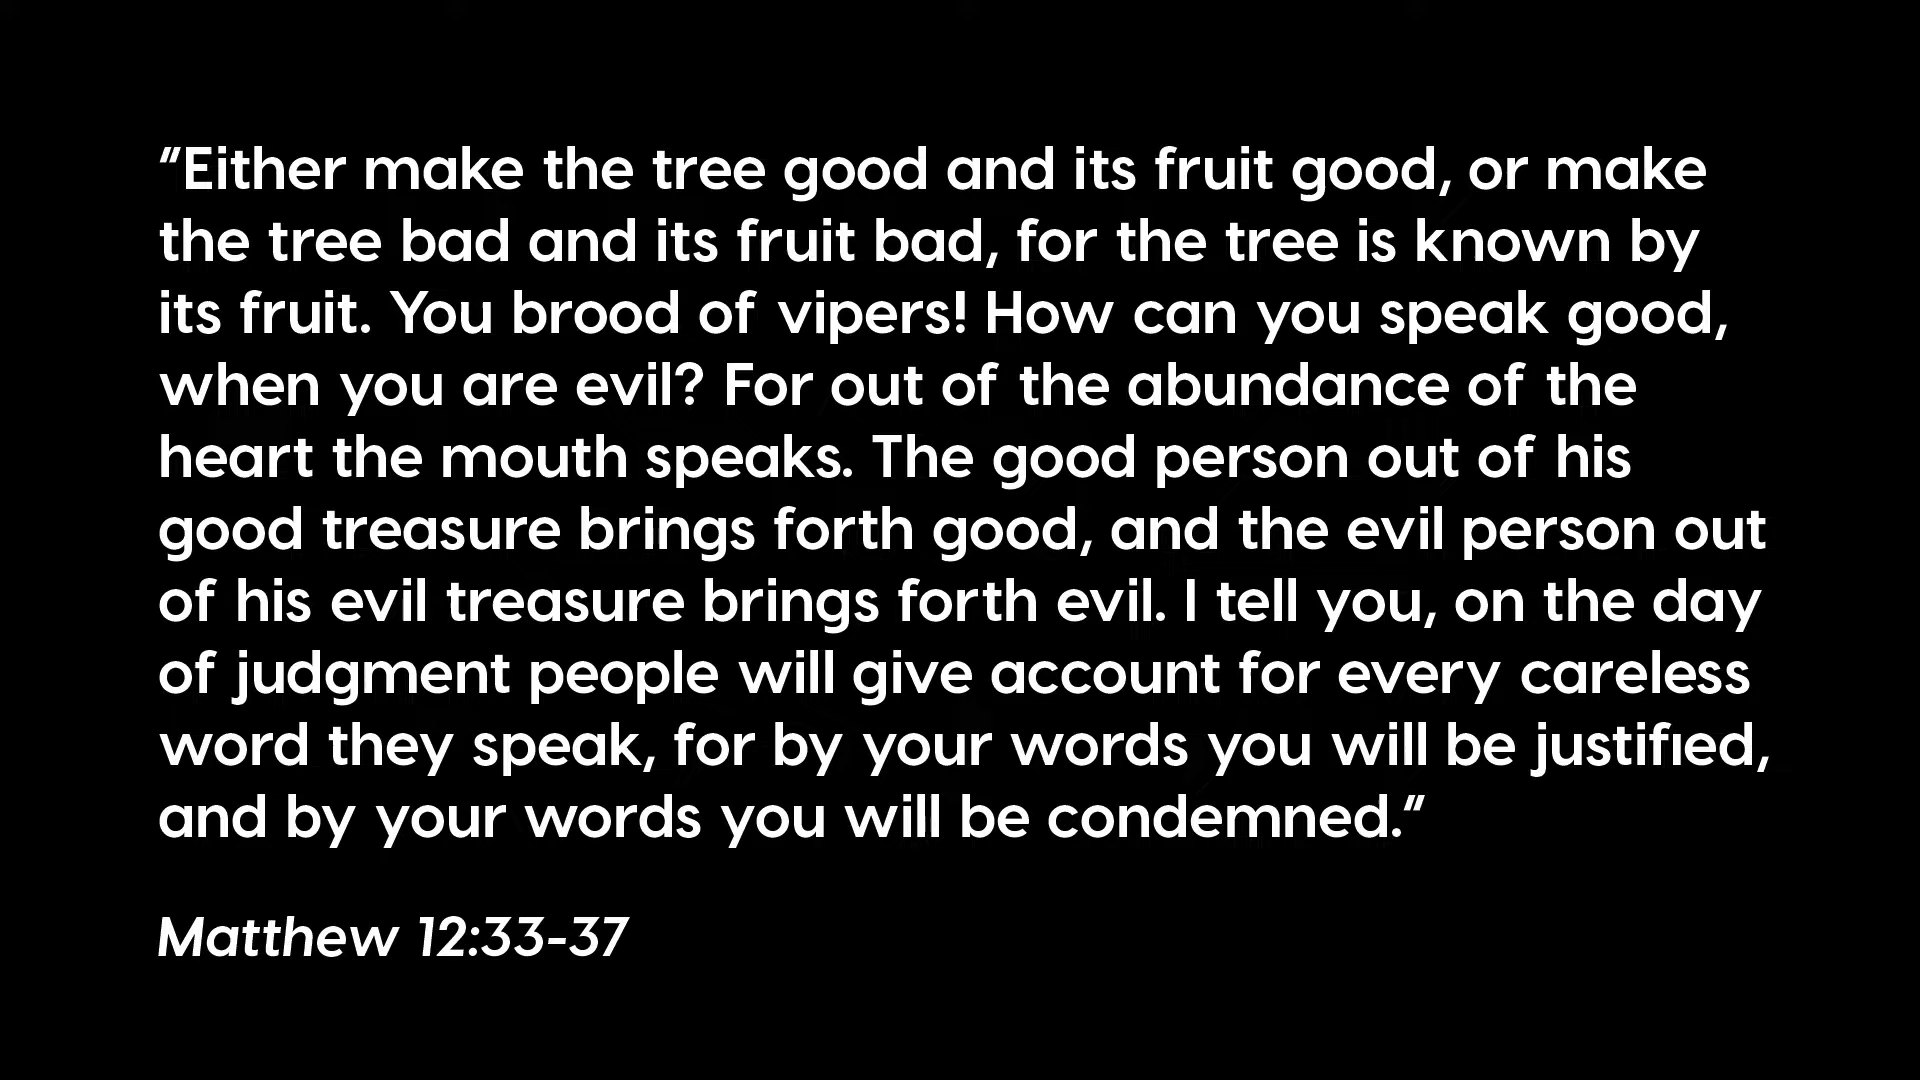 “Either make the tree good and its fruit good, or make
the tree bad and its fruit bad, for the tree is known by
its fruit. You brood of vipers! How can you speak good,
when you are evil? For out of the abundance of the
heart the mouth speaks. The good person out of his
good treasure brings forth good, and the evil person out
of his evil treasure brings forth evil. I tell you, on the day
of judgment people will give account for every careless
word they speak, for by your words you will be justified,
and by your words you will be condemned.“
Matthew 12:33-37